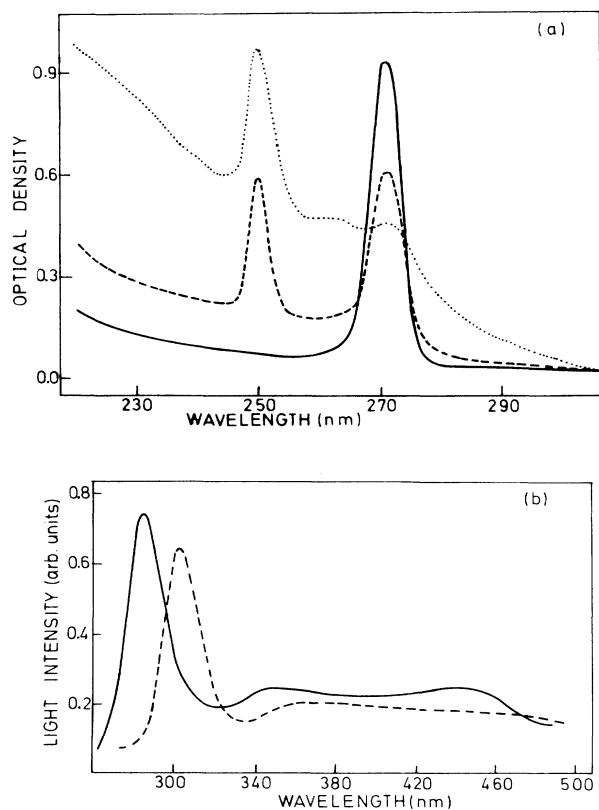 (a)
0.9
0.6
0.3
0.0
OPTICAL DENSITY
230 250 270 290
WAVELENGTH (nm)
(b)
0.8
0.6
0.4
0.2
LIGHT INTENSITY (arb. units)
300 340 380 420 460 500
WAVELENGTH (nm)